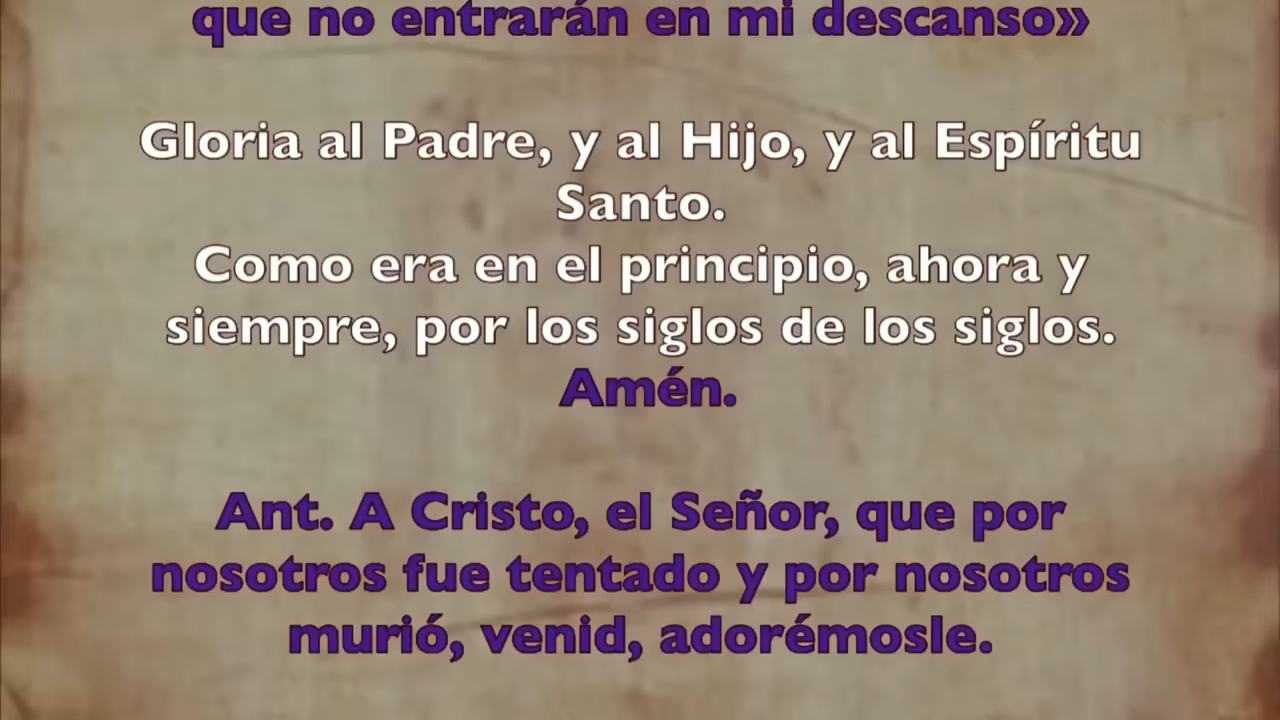 que no entrarán en mi descanso»
Gloria al Padre, y al Hijo, y al Espíritu
Santo.
Como era en el principio, ahora y
siempre, por los siglos de los siglos.
Amén.
Ant. A Cristo, el Señor, que por
nosotros fue tentado y por nosotros
murió, venid, adorémosle.